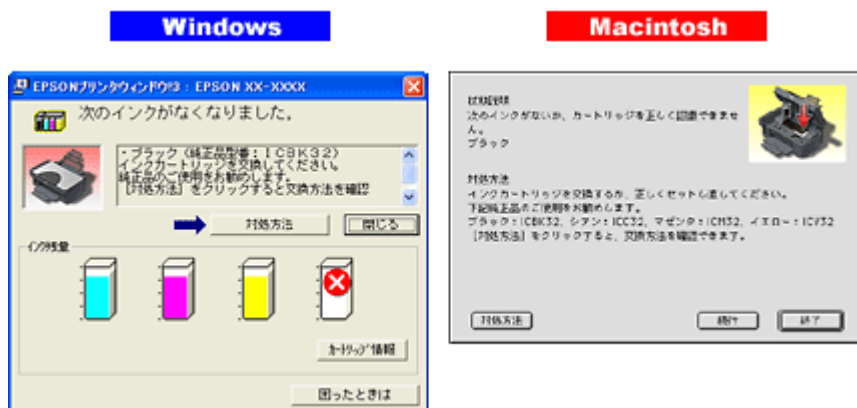 Windows
Macintosh
EPSONプリンタウィンドウ!3 : EPSON XX-XXXX
次のインクがなくなりました。
・ブラック (純正品型番 : ICBK32)
インクカートリッジを交換してください。
純正品のご使用をお勧めします。
[対処方法] をクリックすると交換方法を確認
対処方法
閉じる
インク残量
カートリッジ情報
困ったときは
状況説明
次のインクがないか、カートリッジを正しく認識できませ
ん。
ブラック
対処方法
インクカートリッジを交換するか、正しくセットし直してください。
下記純正品のご使用をお勧めします。
ブラック : ICBK32、シアン : ICC32、マゼンタ : ICM32、イエロー : ICY32
[対処方法] をクリックすると、交換方法を確認できます。
対処方法
続行
終了